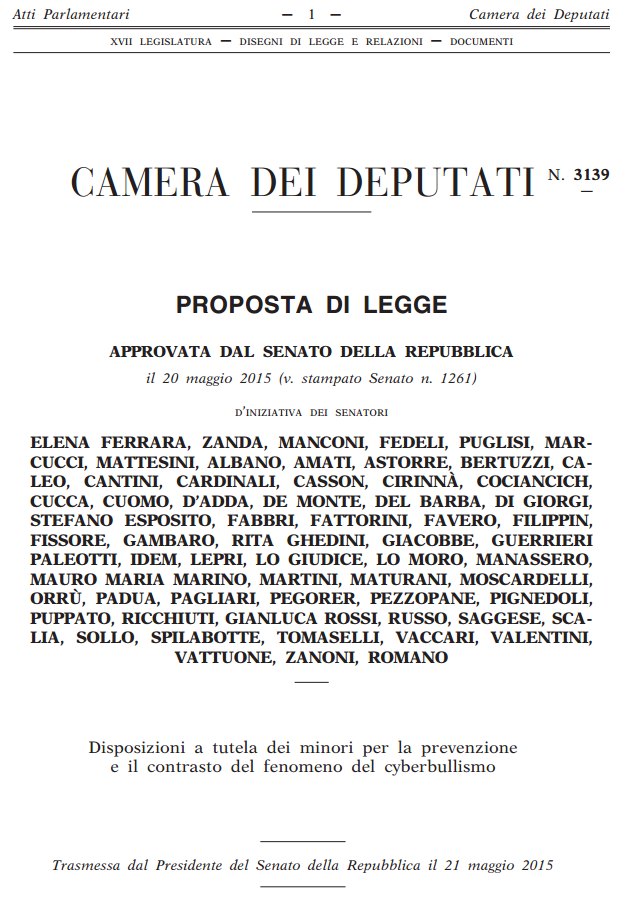 Atti Parlamentari — 1 — Camera dei Deputati
XVII LEGISLATURA — DISEGNI DI LEGGE E RELAZIONI — DOCUMENTI
CAMERA DEI DEPUTATI N. 3139
PROPOSTA DI LEGGE
APPROVATA DAL SENATO DELLA REPUBBLICA
il 20 maggio 2015 (v. stampato Senato n. 1261)
D'INIZIATIVA DEI SENATORI
ELENA FERRARA, ZANDA, MANCONI, FEDELI, PUGLISI, MAR-
CUCCI, MATTESINI, ALBANO, AMATI, ASTORRE, BERTUZZI, CA-
LEO, CANTINI, CARDINALI, CASSON, CIRINNÀ, COCIANCICH,
CUCCA, CUOMO, D'ADDA, DE MONTE, DEL BARBA, DI GIORGI,
STEFANO ESPOSITO, FABBRI, FATTORINI, FAVERO, FILIPPIN,
FISSORE, GAMBARO, RITA GHEDINI, GIACOBBE, GUERRIERI
PALEOTTI, IDEM, LEPRI, LO GIUDICE, LO MORO, MANASSERO,
MAURO MARIA MARINO, MARTINI, MATURANI, MOSCARDELLI,
ORRÙ, PADUA, PAGLIARI, PEGORER, PEZZOPANE, PIGNEDOLI,
PUPPATO, RICCHIUTI, GIANLUCA ROSSI, RUSSO, SAGGESE, SCA-
LIA, SOLLO, SPILABOTTE, TOMASELLI, VACCARI, VALENTINI,
VATTUONE, ZANONI, ROMANO
Disposizioni a tutela dei minori per la prevenzione
e il contrasto del fenomeno del cyberbullismo
Trasmessa dal Presidente del Senato della Repubblica il 21 maggio 2015